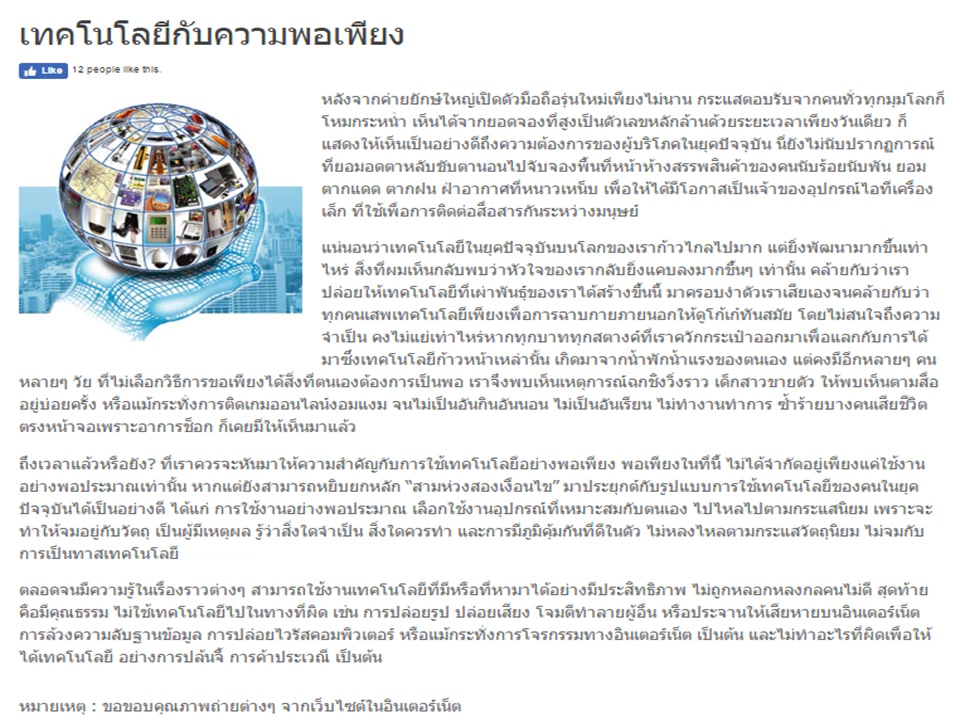 เทคโนโลยีกับความพอเพียง
Like 12 people like this.
หลังจากค่ายยักษ์ใหญ่เปิดตัวมือถือรุ่นใหม่เพียงไม่นาน กระแสตอบรับจากคนทั่วทุกมุมโลกก็
โหมกระหน่ำ เห็นได้จากยอดจองที่สูงเป็นตัวเลขหลักล้านด้วยระยะเวลาเพียงวันเดียว ก็
แสดงให้เห็นเป็นอย่างดีถึงความต้องการของผู้บริโภคในยุคปัจจุบัน นี่ยังไม่นับปรากฏการณ์
ที่ยอมอดตาหลับขับตานอนไปจับจองพื้นที่หน้าห้างสรรพสินค้าของคนนับร้อยนับพัน ยอม
ตากแดด ตากฝน ฝ่าอากาศที่หนาวเหน็บ เพื่อให้ได้มีโอกาสเป็นเจ้าของอุปกรณ์ไอทีเครื่อง
เล็ก ที่ใช้เพื่อการติดต่อสื่อสารกันระหว่างมนุษย์
แน่นอนว่าเทคโนโลยีในยุคปัจจุบันบนโลกของเราก้าวไกลไปมาก แต่ยิ่งพัฒนามากขึ้นเท่า
ไหร่ สิ่งที่ผมเห็นกลับพบว่าหัวใจของเรากลับยิ่งแคบลงมากขึ้นๆ เท่านั้น คล้ายกับว่าเรา
ปล่อยให้เทคโนโลยีที่เผ่าพันธุ์ของเราได้สร้างขึ้นนี้ มาครอบงำตัวเราเสียเองจนคล้ายกับว่า
ทุกคนเสพเทคโนโลยีเพียงเพื่อการฉาบกายภายนอกให้ดูโก้เก๋ทันสมัย โดยไม่สนใจถึงความ
จำเป็น คงไม่แย่เท่าไหร่หากทุกบาททุกสตางค์ที่เราควักกระเป๋าออกมาเพื่อแลกกับการได้
มาซึ่งเทคโนโลยีก้าวหน้าเหล่านั้น เกิดมาจากน้ำพักน้ำแรงของตนเอง แต่คงมีอีกหลายๆ คน
หลายๆ วัย ที่ไม่เลือกวิธีการขอเพียงได้สิ่งที่ตนเองต้องการเป็นพอ เราจึงพบเห็นเหตุการณ์ฉกชิงวิ่งราว เด็กสาวขายตัว ให้พบเห็นตามสื่อ
อยู่บ่อยครั้ง หรือแม้กระทั่งการติดเกมออนไลน์งอมแงม จนไม่เป็นอันกินอันนอน ไม่เป็นอันเรียน ไม่ทำงานทำการ ซ้ำร้ายบางคนเสียชีวิต
ตรงหน้าจอเพราะอาการช็อก ก็เคยมีให้เห็นมาแล้ว
ถึงเวลาแล้วหรือยัง? ที่เราควรจะหันมาให้ความสำคัญกับการใช้เทคโนโลยีอย่างพอเพียง พอเพียงในที่นี้ ไม่ได้จำกัดอยู่เพียงแค่ใช้งาน
อย่างพอประมาณเท่านั้น หากแต่ยังสามารถหยิบยกหลัก “สามห่วงสองเงื่อนไข” มาประยุกต์กับรูปแบบการใช้เทคโนโลยีของคนในยุค
ปัจจุบันได้เป็นอย่างดี ได้แก่ การใช้งานอย่างพอประมาณ เลือกใช้งานอุปกรณ์ที่เหมาะสมกับตนเอง ไปไหลไปตามกระแสนิยม เพราะจะ
ทำให้จมอยู่กับวัตถุ เป็นผู้มีเหตุผล รู้ว่าสิ่งใดจำเป็น สิ่งใดควรทำ และการมีภูมิคุ้มกันที่ดีในตัว ไม่หลงไหลตามกระแสวัตถุนิยม ไม่จมกับ
การเป็นทาสเทคโนโลยี
ตลอดจนมีความรู้ในเรื่องราวต่างๆ สามารถใช้งานเทคโนโลยีที่มีหรือที่หามาได้อย่างมีประสิทธิภาพ ไม่ถูกหลอกหลงกลคนไม่ดี สุดท้าย
คือมีคุณธรรม ไม่ใช้เทคโนโลยีไปในทางที่ผิด เช่น การปล่อยรูป ปล่อยเสียง โจมตีทำลายผู้อื่น หรือประจานให้เสียหายบนอินเตอร์เน็ต
การล้วงความลับฐานข้อมูล การปล่อยไวรัสคอมพิวเตอร์ หรือแม้กระทั่งการโจรกรรมทางอินเตอร์เน็ต เป็นต้น และไม่ทำอะไรที่ผิดเพื่อให้
ได้เทคโนโลยี อย่างการปล้นจี้ การค้าประเวณี เป็นต้น
หมายเหตุ : ขอขอบคุณภาพถ่ายต่างๆ จากเว็บไซต์ในอินเตอร์เน็ต